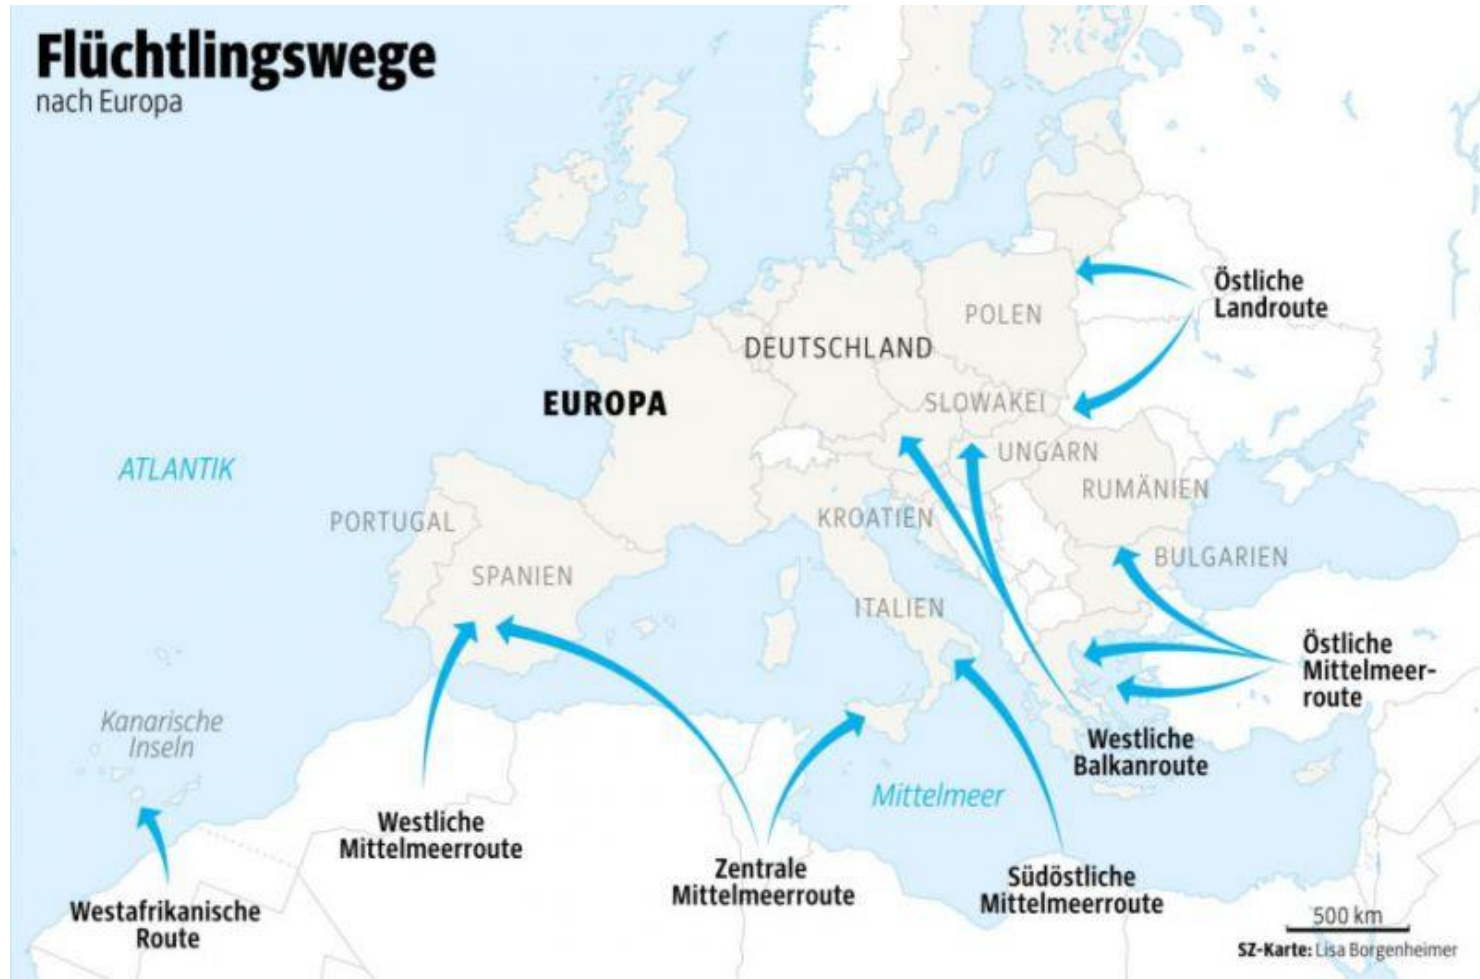 Flüchtlingswege
nach Europa
Östliche
Landroute
POLEN
DEUTSCHLAND
EUROPA
SLOWAKEI
UNGARN
ATLANTIK
RUMÄNIEN
PORTUGAL
KROATIEN
BULGARIEN
SPANIEN
ITALIEN
Östliche
Mittelmeer-
route
Kanarische
Inseln
Westliche
Balkanroute
Mittelmeer
Westliche
Mittelmeerroute
Zentrale
Mittelmeerroute
Südöstliche
Mittelmeerroute
Westafrikanische
Route
500 km
SZ-Karte: Lisa Borgenheimer